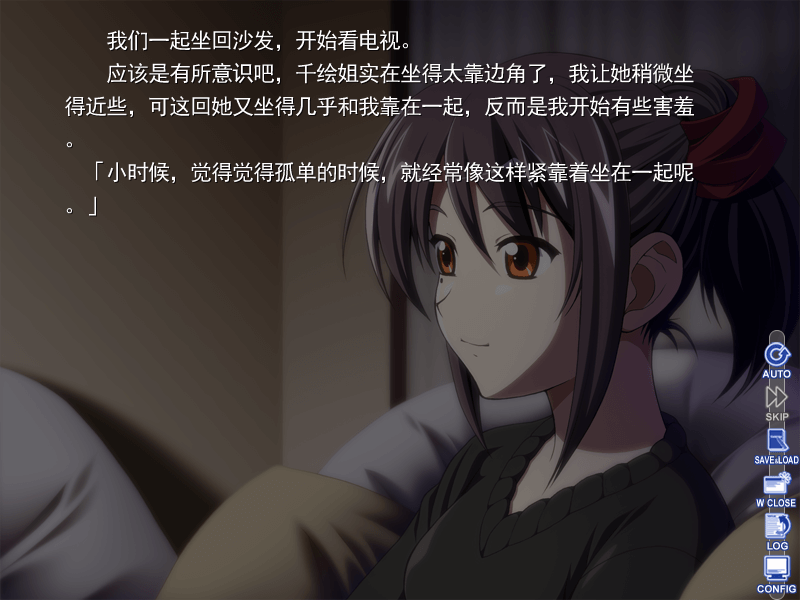 我们一起坐回沙发，开始看电视。
应该是有所意识吧，千绘姐实在坐得太靠边角了，我让她稍微坐
得近些，可这回她又坐得几乎和我靠在一起，反而是我开始有些害羞
。
「小时候，觉得觉得孤单的时候，就经常像这样紧靠着坐在一起呢
。」
AUTO
SKIP
SAVE&LOAD
W CLOSE
LOG
CONFIG